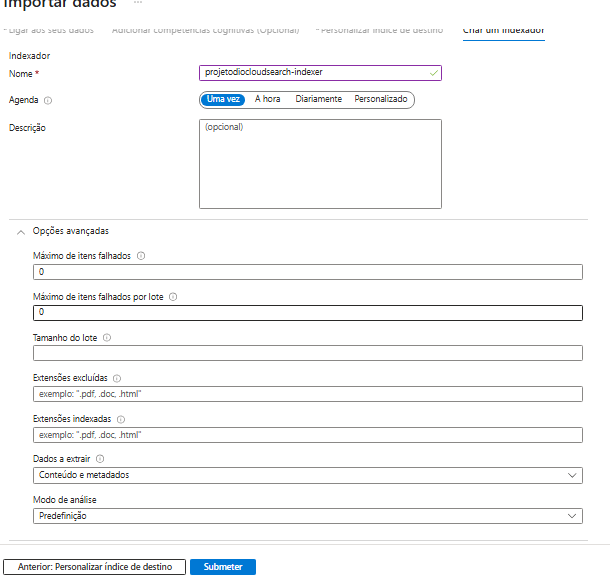 Importar dados ...
Ligar aos seus dados Adicionar competências cognitivas (Opcional) * Personalizar índice de destino Criar um indexador
Indexador
Nome * projetodiocloudsearch-indexer
Agenda Uma vez A hora Diariamente Personalizado
Descrição (opcional)
Opções avançadas
Máximo de itens falhados
0
Máximo de itens falhados por lote
0
Tamanho do lote
Extensões excluídas
exemplo: ".pdf, .doc, .html"
Extensões indexadas
exemplo: ".pdf, .doc, .html"
Dados a extrair
Conteúdo e metadados
Modo de análise
Predefinição
Anterior: Personalizar índice de destino Submeter